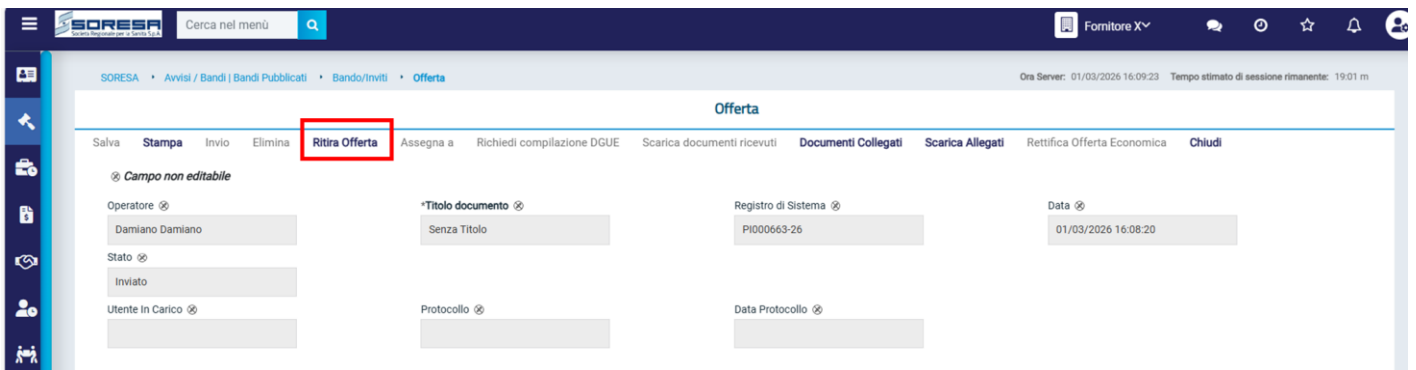 SORESA
Società Regionale per la Sanità S.p.A.
Cerca nel menù
Fornitore X
SORESA • Avvisi / Bandi | Bandi Pubblicati • Bando/Inviti • Offerta
Ora Server: 01/03/2026 16:09:23 Tempo stimato di sessione rimanente: 19:01 m
Offerta
Salva Stampa Invio Elimina Ritira Offerta Assegna a Richiedi compilazione DGUE Scarica documenti ricevuti Documenti Collegati Scarica Allegati Rettifica Offerta Economica Chiudi
Campo non editabile
Operatore *Titolo documento Registro di Sistema Data
Damiano Damiano Senza Titolo PI000663-26 01/03/2026 16:08:20
Stato
Inviato
Utente In Carico Protocollo Data Protocollo